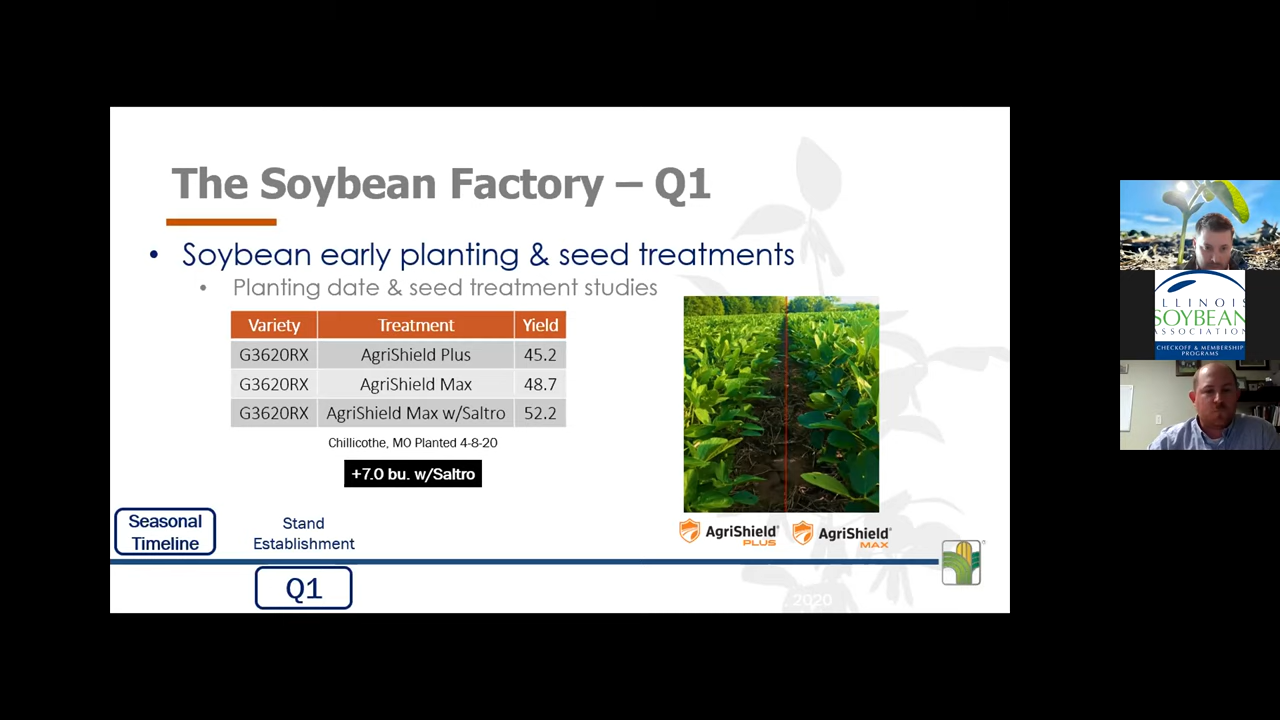 The Soybean Factory – Q1
• Soybean early planting & seed treatments
• Planting date & seed treatment studies
Variety Treatment Yield
G3620RX AgriShield Plus 45.2
G3620RX AgriShield Max 48.7
G3620RX AgriShield Max w/Saltro 52.2
Chillicothe, MO Planted 4-8-20
+7.0 bu. w/Saltro
AgriShield®
PLUS
AgriShield®
MAX
Seasonal
Timeline
Stand
Establishment
Q1
2020
ILLINOIS
SOYBEAN
ASSOCIATION
CHECKOFF & MEMBERSHIP
PROGRAMS